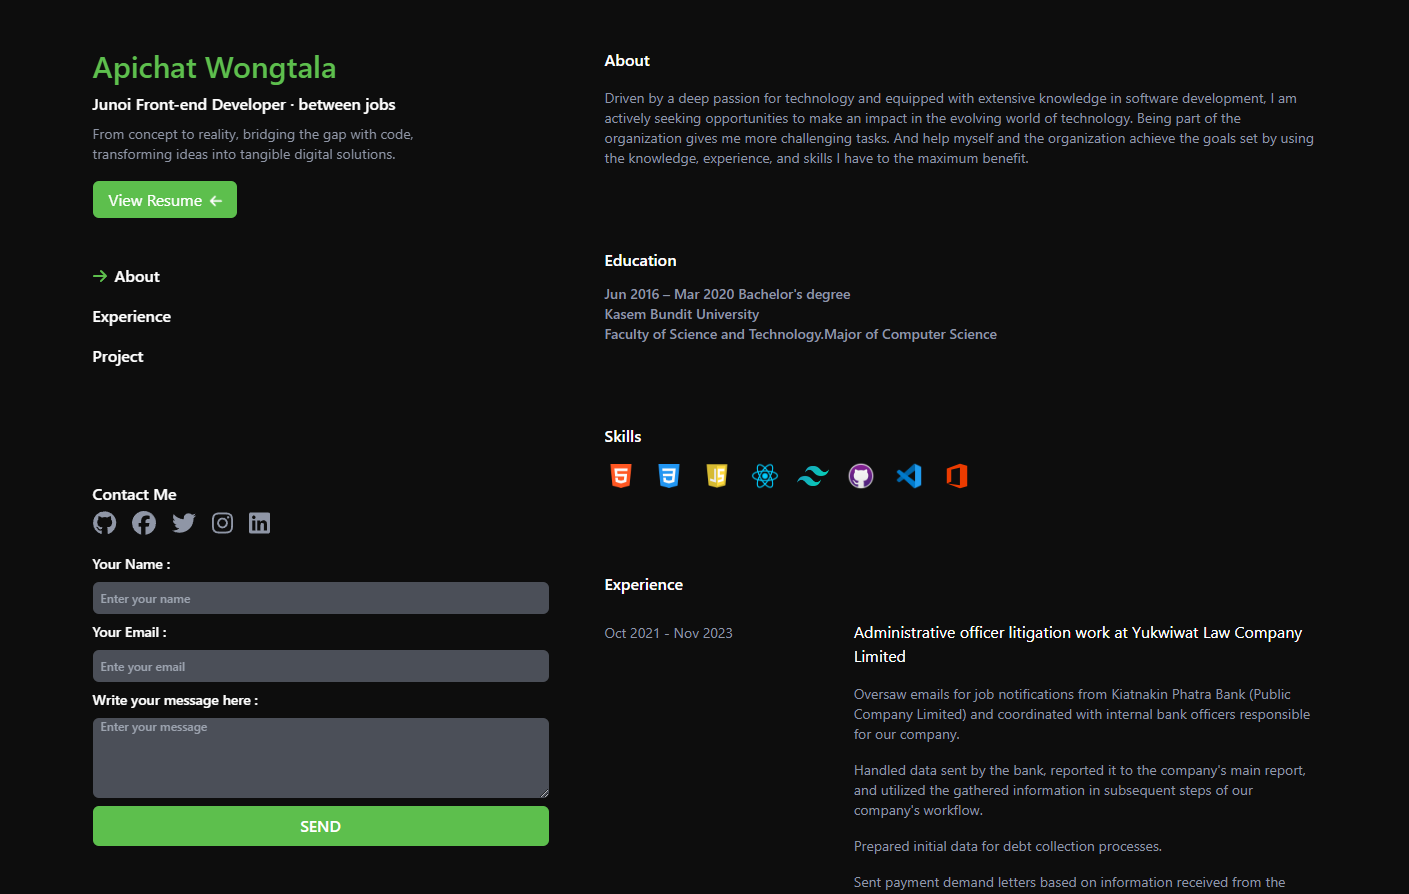 Apichat Wongtala
Junoi Front-end Developer · between jobs
From concept to reality, bridging the gap with code,
transforming ideas into tangible digital solutions.
View Resume
About
Experience
Project
Contact Me
Your Name :
Enter your name
Your Email :
Ente your email
Write your message here :
Enter your message
SEND
About
Driven by a deep passion for technology and equipped with extensive knowledge in software development, I am
actively seeking opportunities to make an impact in the evolving world of technology. Being part of the
organization gives me more challenging tasks. And help myself and the organization achieve the goals set by using
the knowledge, experience, and skills I have to the maximum benefit.
Education
Jun 2016 – Mar 2020 Bachelor's degree
Kasem Bundit University
Faculty of Science and Technology.Major of Computer Science
Skills
Experience
Oct 2021 - Nov 2023
Administrative officer litigation work at Yukwiwat Law Company
Limited
Oversaw emails for job notifications from Kiatnakin Phatra Bank (Public
Company Limited) and coordinated with internal bank officers responsible
for our company.
Handled data sent by the bank, reported it to the company's main report,
and utilized the gathered information in subsequent steps of our
company's workflow.
Prepared initial data for debt collection processes.
Sent payment demand letters based on information received from the